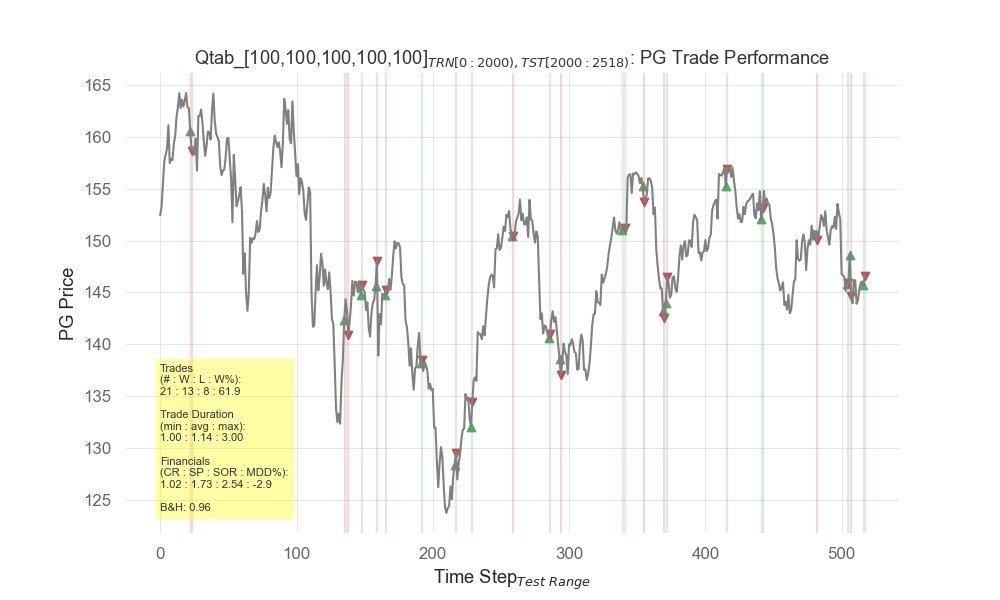 Qtab_[100,100,100,100,100]TRN[0 : 2000), TST[2000 : 2518): PG Trade Performance
165
160
155
150
145
140
135
130
125
PG Price
Trades
(# : W : L : W%):
21 : 13 : 8 : 61.9
Trade Duration
(min : avg : max):
1.00 : 1.14 : 3.00
Financials
(CR : SP : SOR : MDD%):
1.02 : 1.73 : 2.54 : -2.9
B&H: 0.96
0 100 200 300 400 500
Time StepTest Range